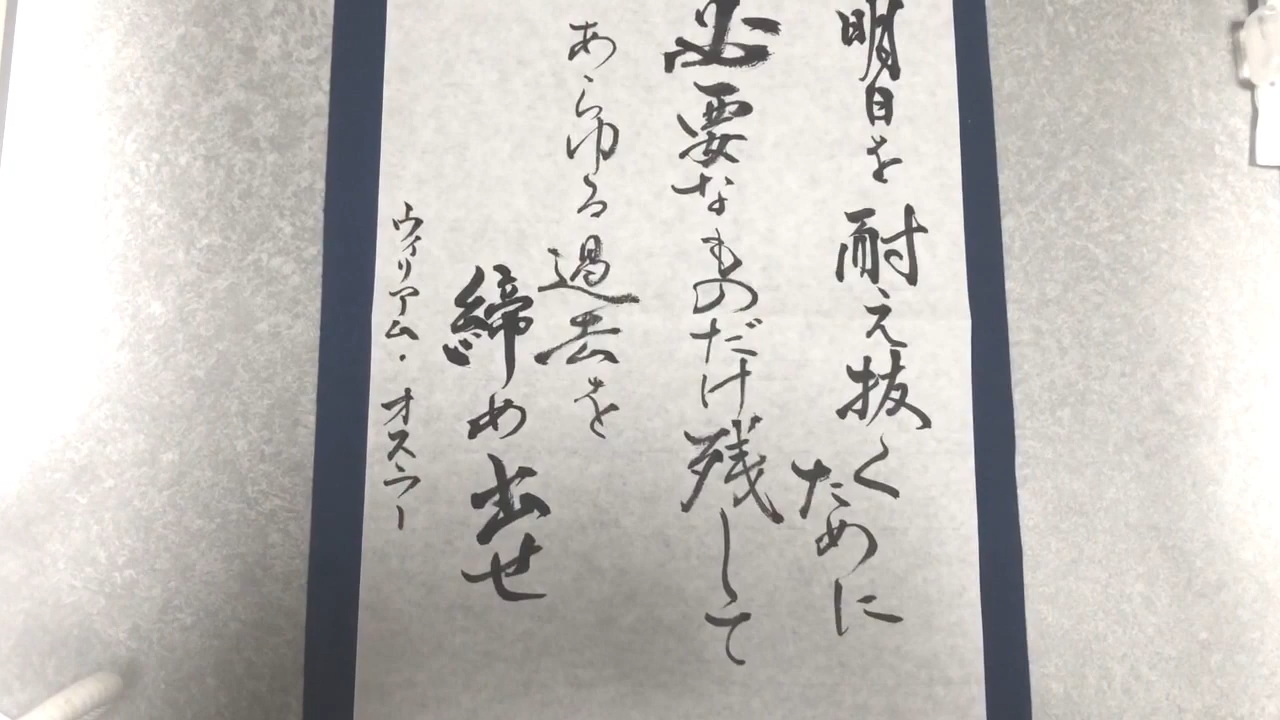 明日を耐え抜くために
必要なものだけ残して
あらゆる過去を
締め出せ
ウィリアム・オスラー